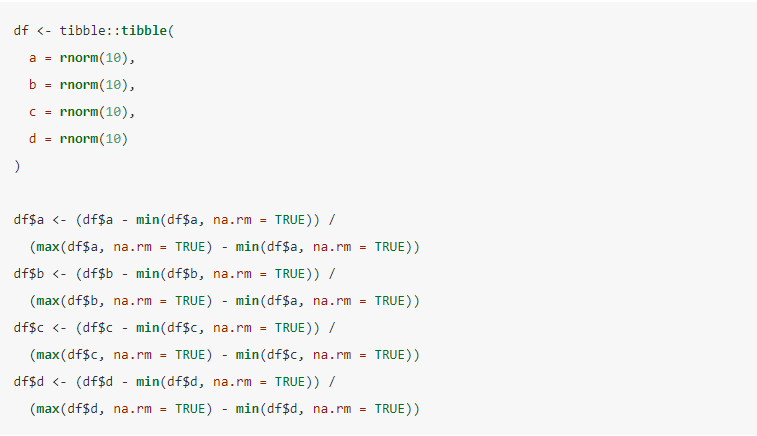 df <- tibble::tibble(
  a = rnorm(10),
  b = rnorm(10),
  c = rnorm(10),
  d = rnorm(10)
)

df$a <- (df$a - min(df$a, na.rm = TRUE)) /
  (max(df$a, na.rm = TRUE) - min(df$a, na.rm = TRUE))
df$b <- (df$b - min(df$b, na.rm = TRUE)) /
  (max(df$b, na.rm = TRUE) - min(df$a, na.rm = TRUE))
df$c <- (df$c - min(df$c, na.rm = TRUE)) /
  (max(df$c, na.rm = TRUE) - min(df$c, na.rm = TRUE))
df$d <- (df$d - min(df$d, na.rm = TRUE)) /
  (max(df$d, na.rm = TRUE) - min(df$d, na.rm = TRUE))